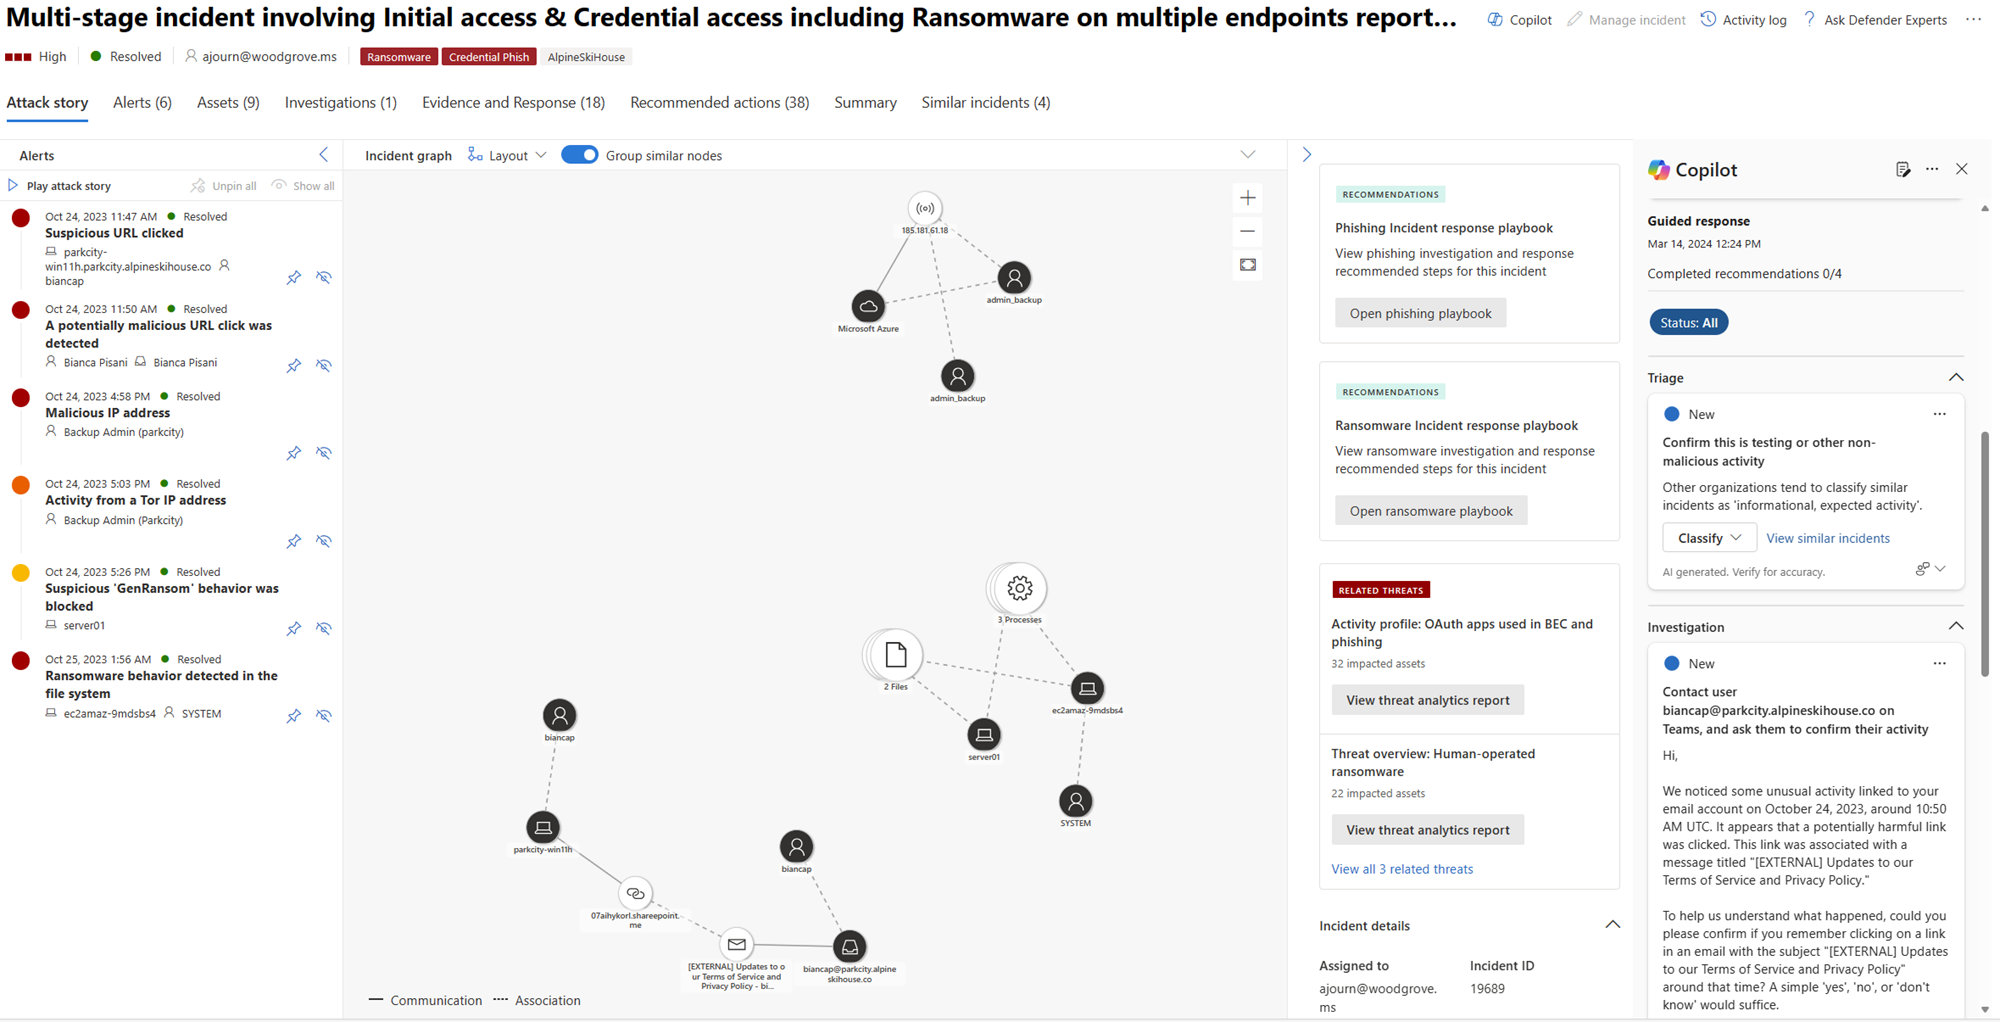 Multi-stage incident involving Initial access & Credential access including Ransomware on multiple endpoints report...
Copilot
Manage incident
Activity log
Ask Defender Experts
High
Resolved
ajourn@woodgrove.ms
Ransomware
Credential Phish
AlpineSkiHouse
Attack story
Alerts (6)
Assets (9)
Investigations (1)
Evidence and Response (18)
Recommended actions (38)
Summary
Similar incidents (4)
Alerts
Play attack story
Unpin all
Show all
Oct 24, 2023 11:47 AM
Resolved
Suspicious URL clicked
parkcity-
win11h.parkcity.alpineskihouse.co
biancap
Oct 24, 2023 11:50 AM
Resolved
A potentially malicious URL click was
detected
Bianca Pisani
Bianca Pisani
Oct 24, 2023 4:58 PM
Resolved
Malicious IP address
Backup Admin (parkcity)
Oct 24, 2023 5:03 PM
Resolved
Activity from a Tor IP address
Backup Admin (Parkcity)
Oct 24, 2023 5:26 PM
Resolved
Suspicious 'GenRansom' behavior was
blocked
server01
Oct 25, 2023 1:56 AM
Resolved
Ransomware behavior detected in the
file system
ec2amaz-9mdsbs4
SYSTEM
Incident graph
Layout
Group similar nodes
185.181.61.18
admin_backup
Microsoft Azure
admin_backup
3 Processes
2 Files
ec2amaz-9mdsbs4
server01
SYSTEM
biancap
parkcity-win11h
biancap
07aihykorl.shareepoint.
me
[EXTERNAL] Updates to o
ur Terms of Service and
Privacy Policy - bi...
biancap@parkcity.alpine
skihouse.co
Communication
Association
RECOMMENDATIONS
Phishing Incident response playbook
View phishing investigation and response
recommended steps for this incident
Open phishing playbook
RECOMMENDATIONS
Ransomware Incident response playbook
View ransomware investigation and response
recommended steps for this incident
Open ransomware playbook
RELATED THREATS
Activity profile: OAuth apps used in BEC and
phishing
32 impacted assets
View threat analytics report
Threat overview: Human-operated
ransomware
22 impacted assets
View threat analytics report
View all 3 related threats
Incident details
Assigned to
ajourn@woodgrove.
ms
Incident ID
19689
Copilot
Guided response
Mar 14, 2024 12:24 PM
Completed recommendations 0/4
Status: All
Triage
New
Confirm this is testing or other non-
malicious activity
Other organizations tend to classify similar
incidents as 'informational, expected activity'.
Classify
View similar incidents
AI generated. Verify for accuracy.
Investigation
New
Contact user
biancap@parkcity.alpineskihouse.co on
Teams, and ask them to confirm their activity
Hi,
We noticed some unusual activity linked to your
email account on October 24, 2023, around 10:50
AM UTC. It appears that a potentially harmful link
was clicked. This link was associated with a
message titled "[EXTERNAL] Updates to our
Terms of Service and Privacy Policy."
To help us understand what happened, could you
please confirm if you remember clicking on a link
in an email with the subject "[EXTERNAL] Updates
to our Terms of Service and Privacy Policy"
around that time? A simple 'yes', 'no', or 'don't
know' would suffice.